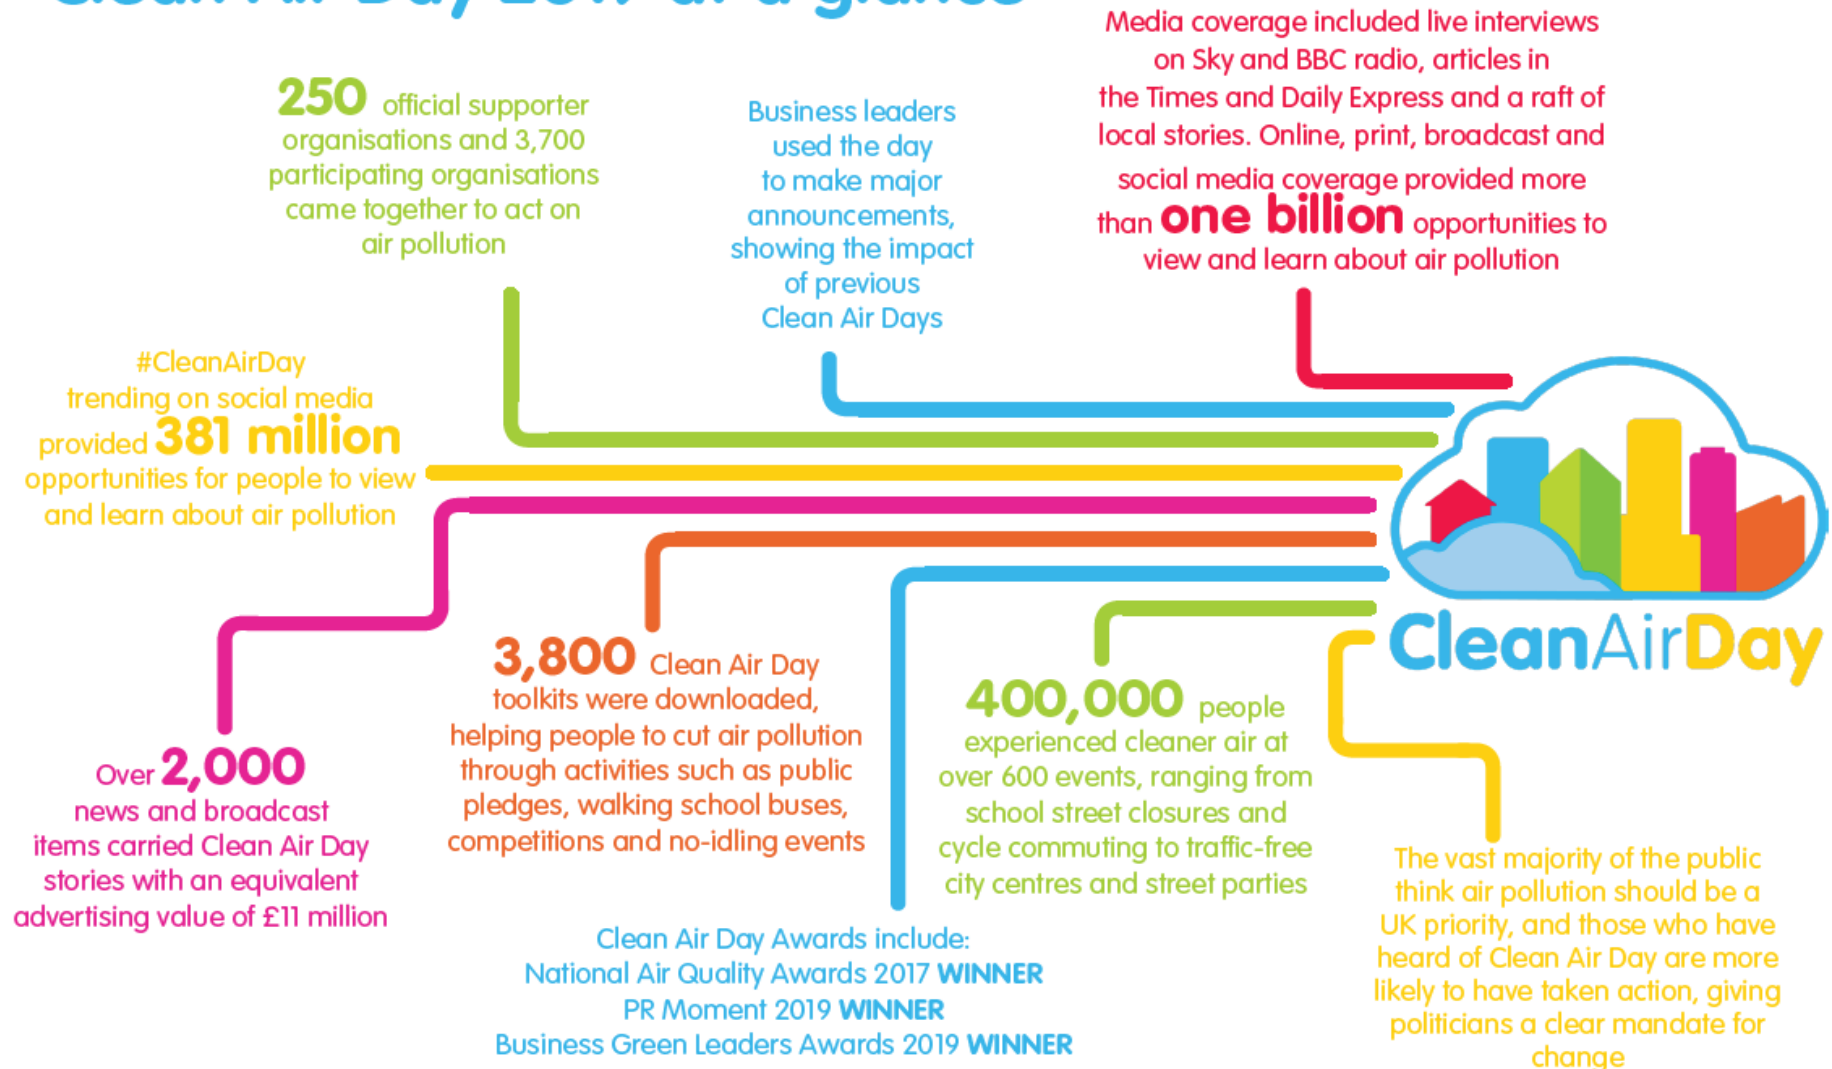 Clean Air Day 2019 at a glance
250 official supporter
organisations and 3,700
participating organisations
came together to act on
air pollution
Business leaders
used the day
to make major
announcements,
showing the impact
of previous
Clean Air Days
Media coverage included live interviews
on Sky and BBC radio, articles in
the Times and Daily Express and a raft of
local stories. Online, print, broadcast and
social media coverage provided more
than one billion opportunities to
view and learn about air pollution
#CleanAirDay
trending on social media
provided 381 million
opportunities for people to view
and learn about air pollution
CleanAirDay
Over 2,000
news and broadcast
items carried Clean Air Day
stories with an equivalent
advertising value of £11 million
3,800 Clean Air Day
toolkits were downloaded,
helping people to cut air pollution
through activities such as public
pledges, walking school buses,
competitions and no-idling events
400,000 people
experienced cleaner air at
over 600 events, ranging from
school street closures and
cycle commuting to traffic-free
city centres and street parties
The vast majority of the public
think air pollution should be a
UK priority, and those who have
heard of Clean Air Day are more
likely to have taken action, giving
politicians a clear mandate for
change
Clean Air Day Awards include:
National Air Quality Awards 2017 WINNER
PR Moment 2019 WINNER
Business Green Leaders Awards 2019 WINNER